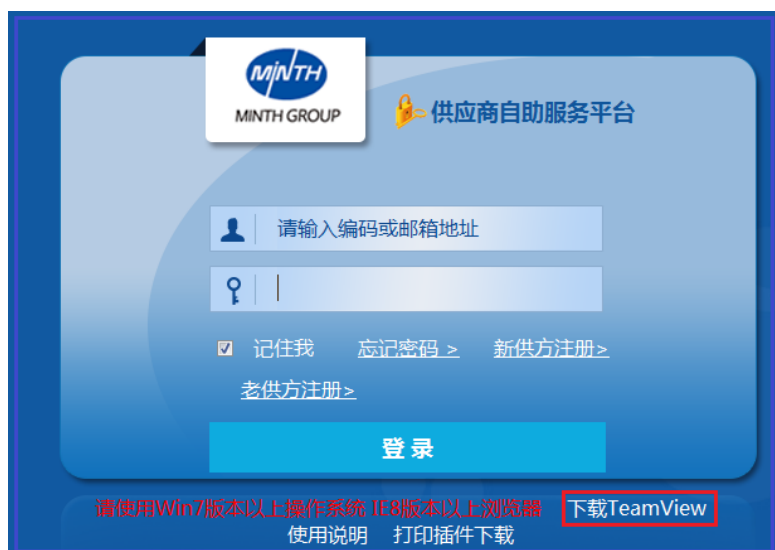 MINTH
MINTH GROUP
供应商自助服务平台
请输入编码或邮箱地址
记住我 忘记密码 > 新供方注册>
老供方注册>
登 录
请使用Win7版本以上操作系统 IE8版本以上浏览器 下载TeamView
使用说明 打印插件下载